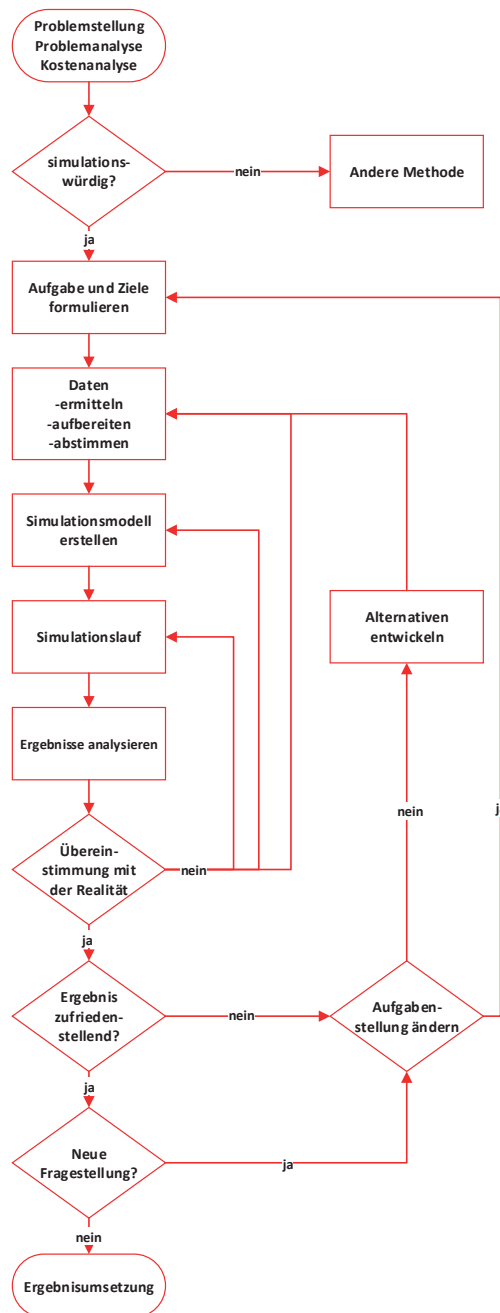 Problemstellung
Problemanalyse
Kostenanalyse
simulations-
würdig?
nein
Andere Methode
ja
Aufgabe und Ziele
formulieren
Daten
-ermitteln
-aufbereiten
-abstimmen
Simulationsmodell
erstellen
Simulationslauf
Alternativen
entwickeln
Ergebnisse analysieren
nein
Überein-
stimmung mit
der Realität
nein
ja
Ergebnis
zufrieden-
stellend?
nein
Aufgaben-
stellung ändern
ja
Neue
Fragestellung?
ja
nein
Ergebnisumsetzung